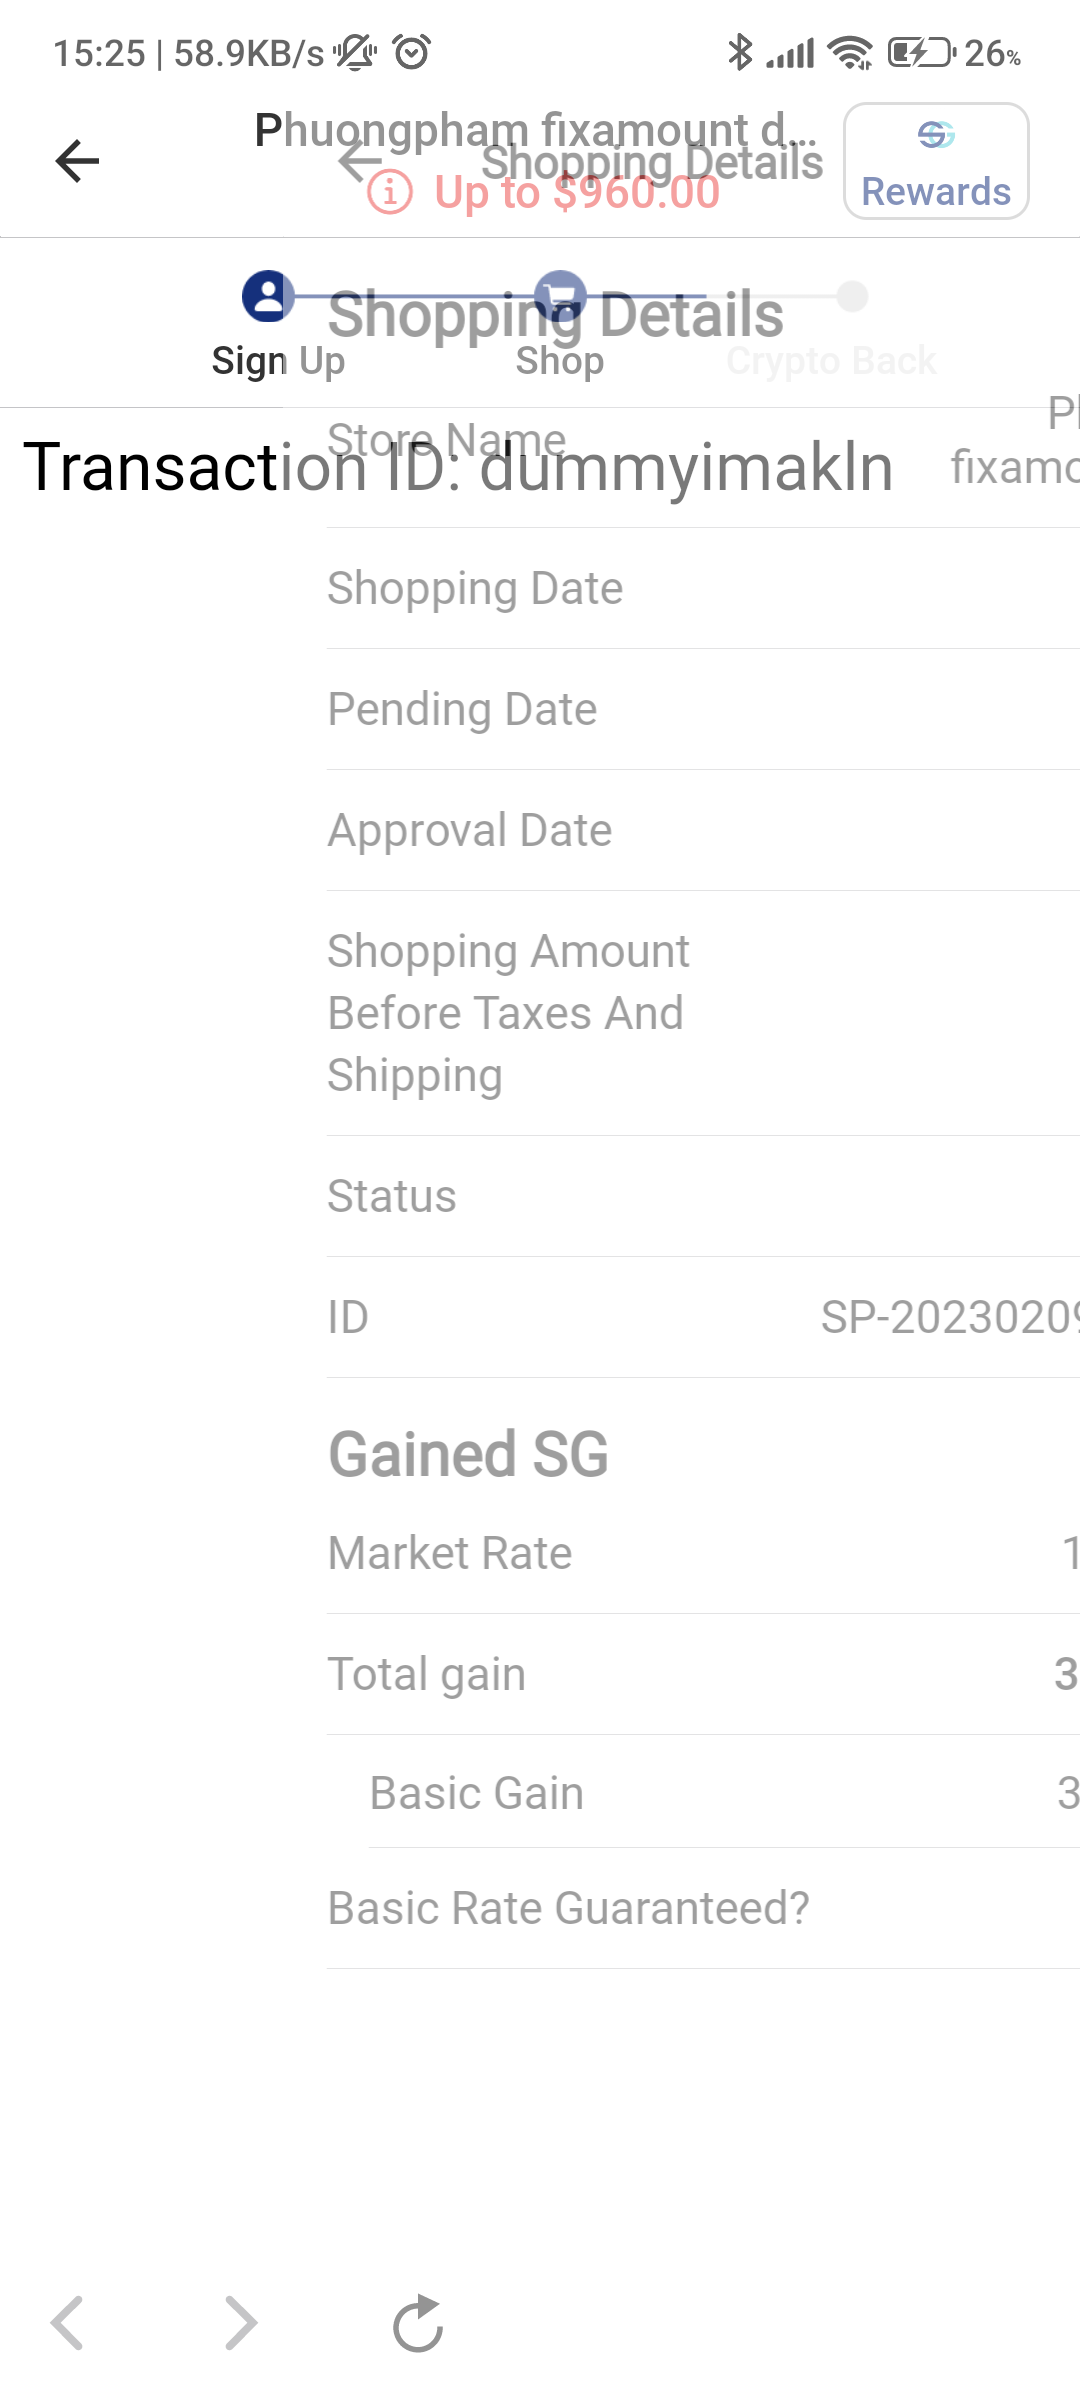 15:25 | 58.9KB/s
26%
Phuongpham fixamount d...
Shopping Details
Up to $960.00
SG
Rewards
Shopping Details
Sign Up
Shop
Crypto Back
Store Name
fixamo
Transaction ID: dummyimakln
Shopping Date
Pending Date
Approval Date
Shopping Amount
Before Taxes And
Shipping
Status
ID
SP-20230209
Gained SG
Market Rate
1
Total gain
3
Basic Gain
3
Basic Rate Guaranteed?